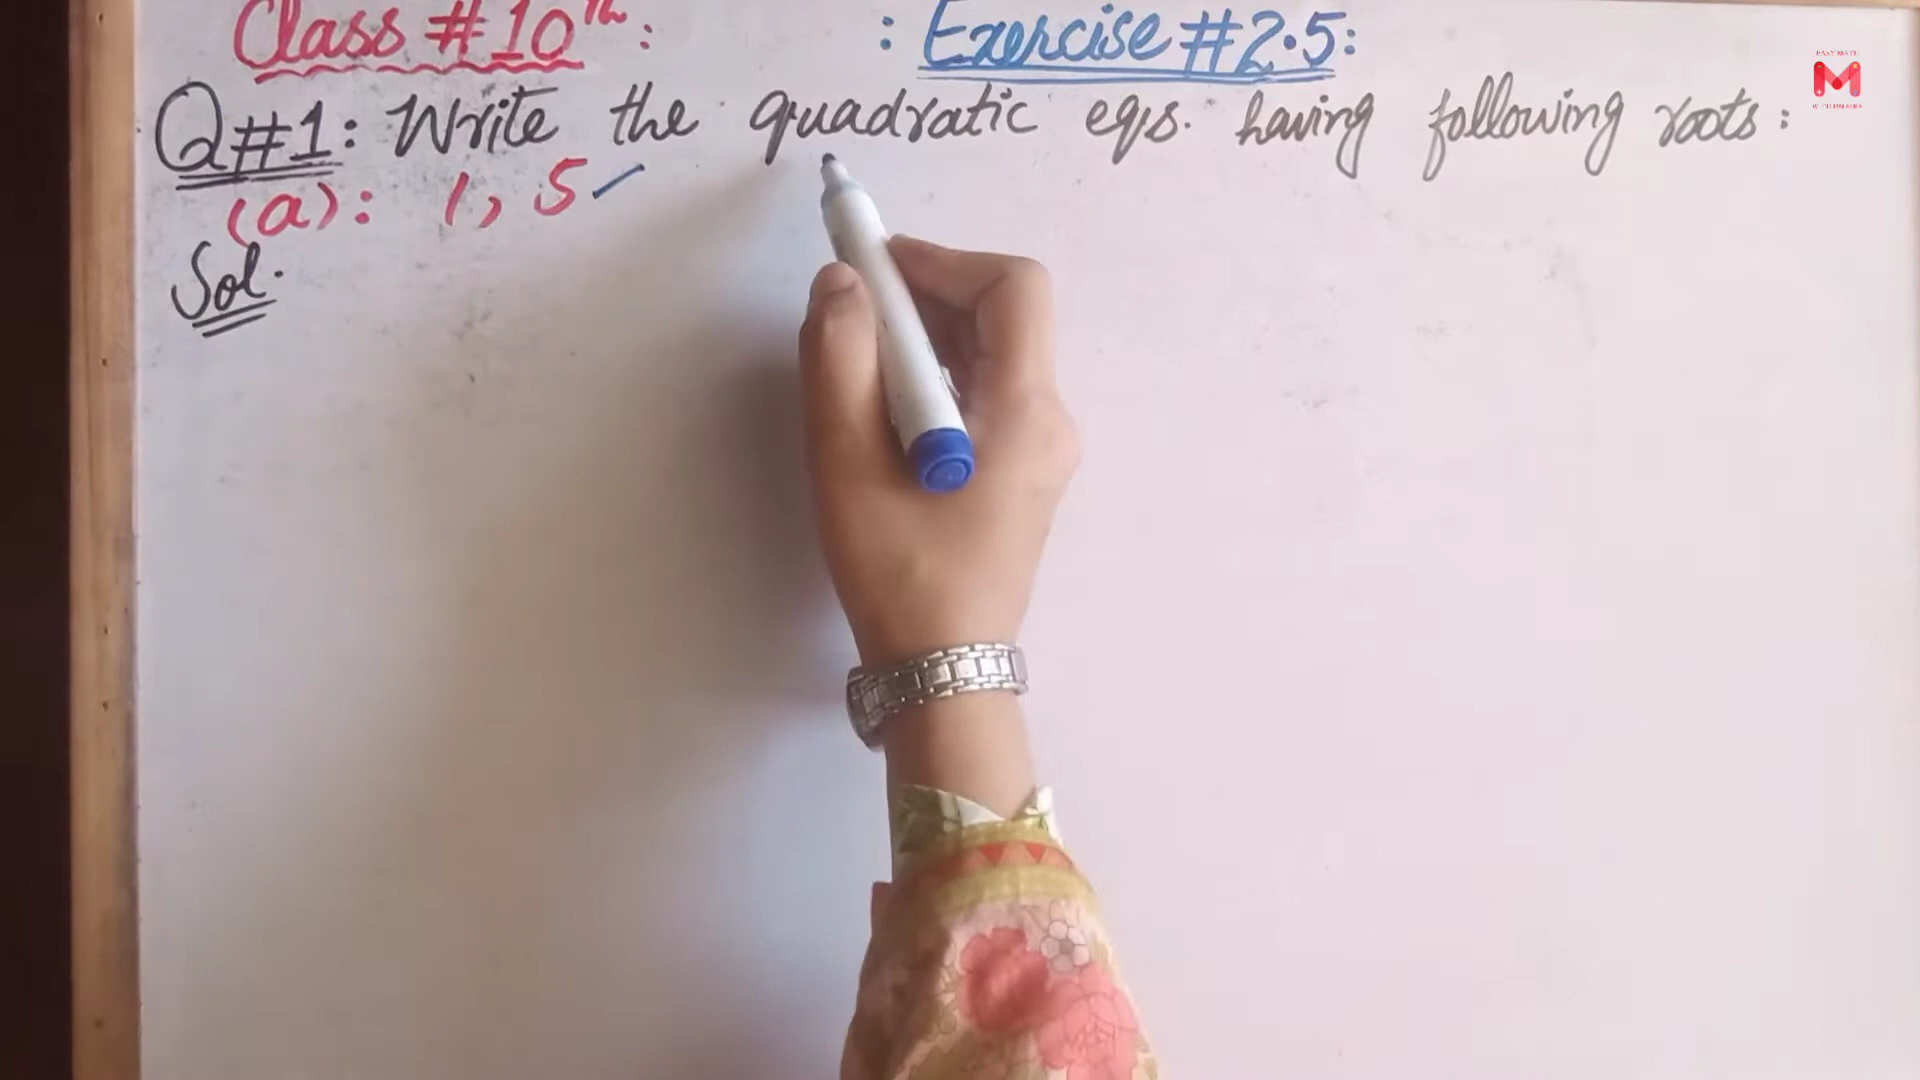 Class #10th: : Exercise #2.5:
Q#1: Write the quadratic eqs. having following roots:
(a): 1, 5
Sol.
M